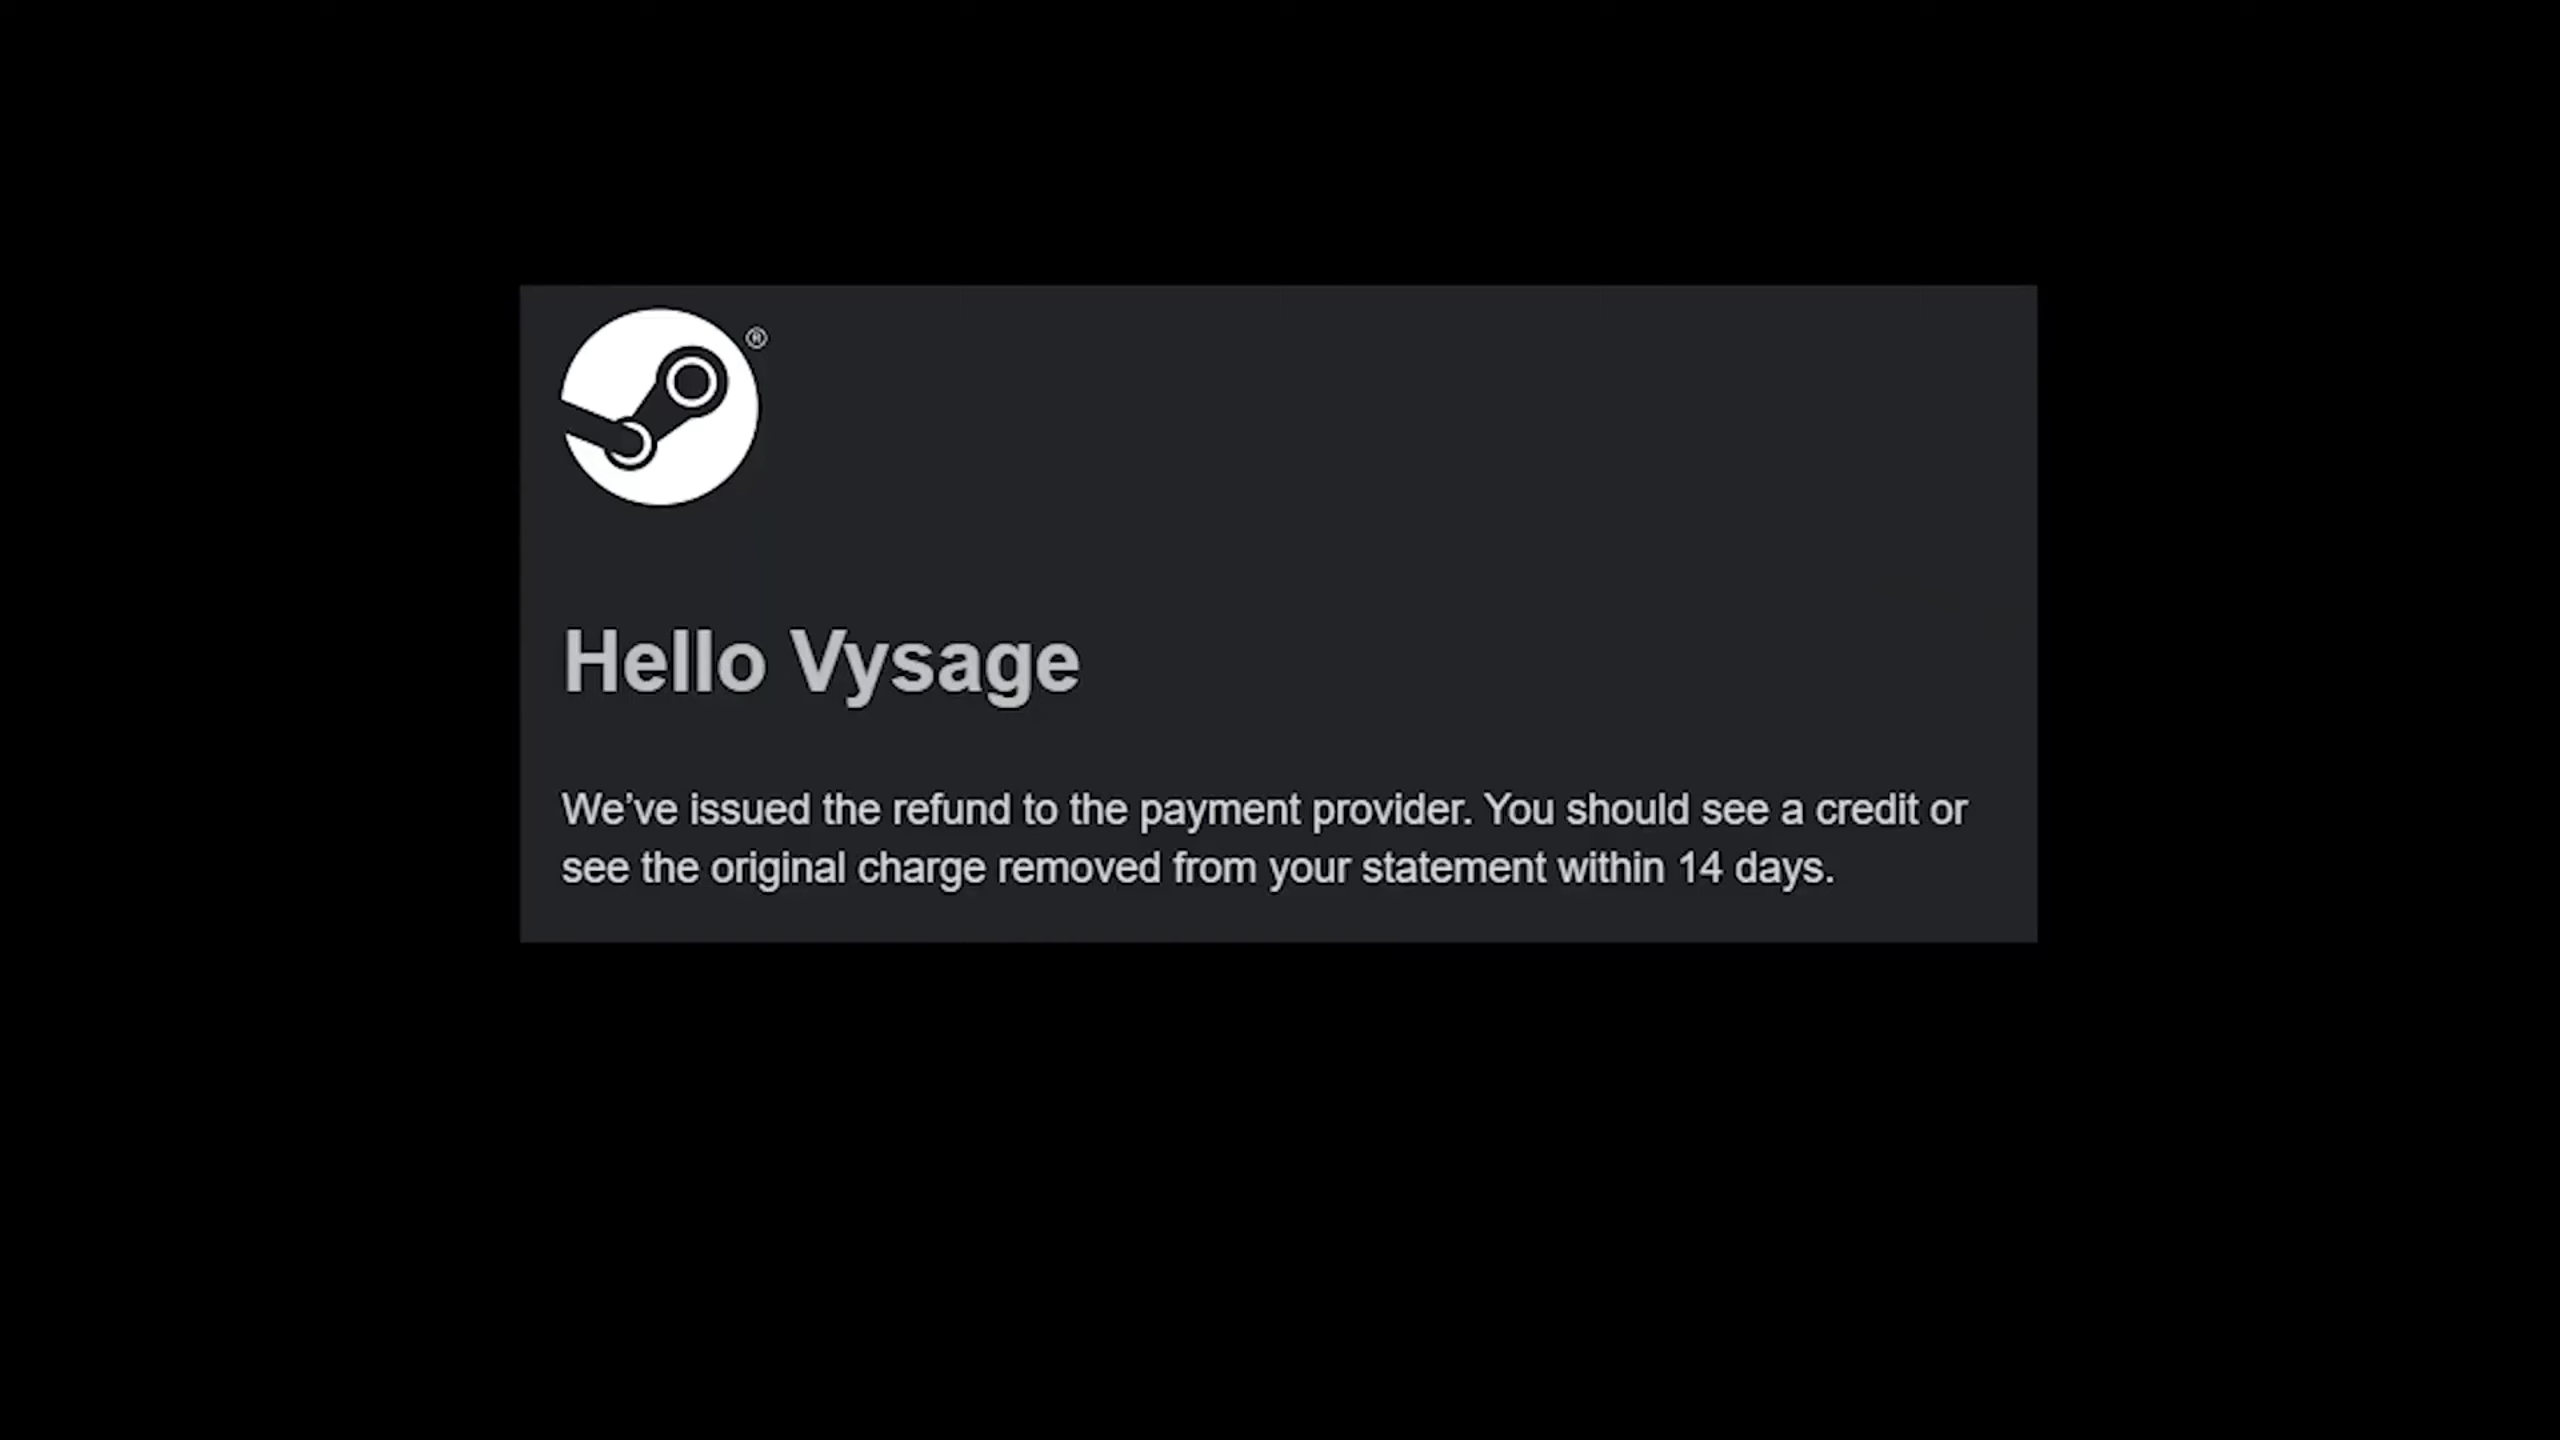 ®
Hello Vysage
We’ve issued the refund to the payment provider. You should see a credit or
see the original charge removed from your statement within 14 days.